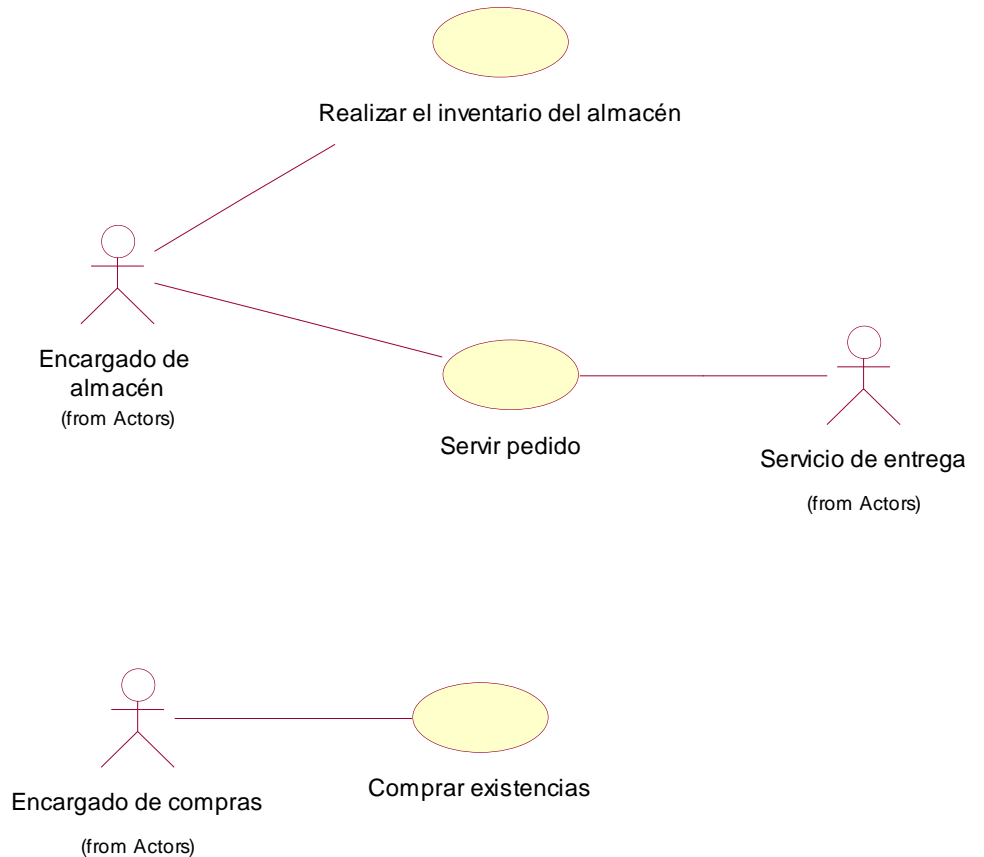 Realizar el inventario del almacén
Encargado de
almacén
(from Actors)
Servir pedido
Servicio de entrega
(from Actors)
Encargado de compras
(from Actors)
Comprar existencias